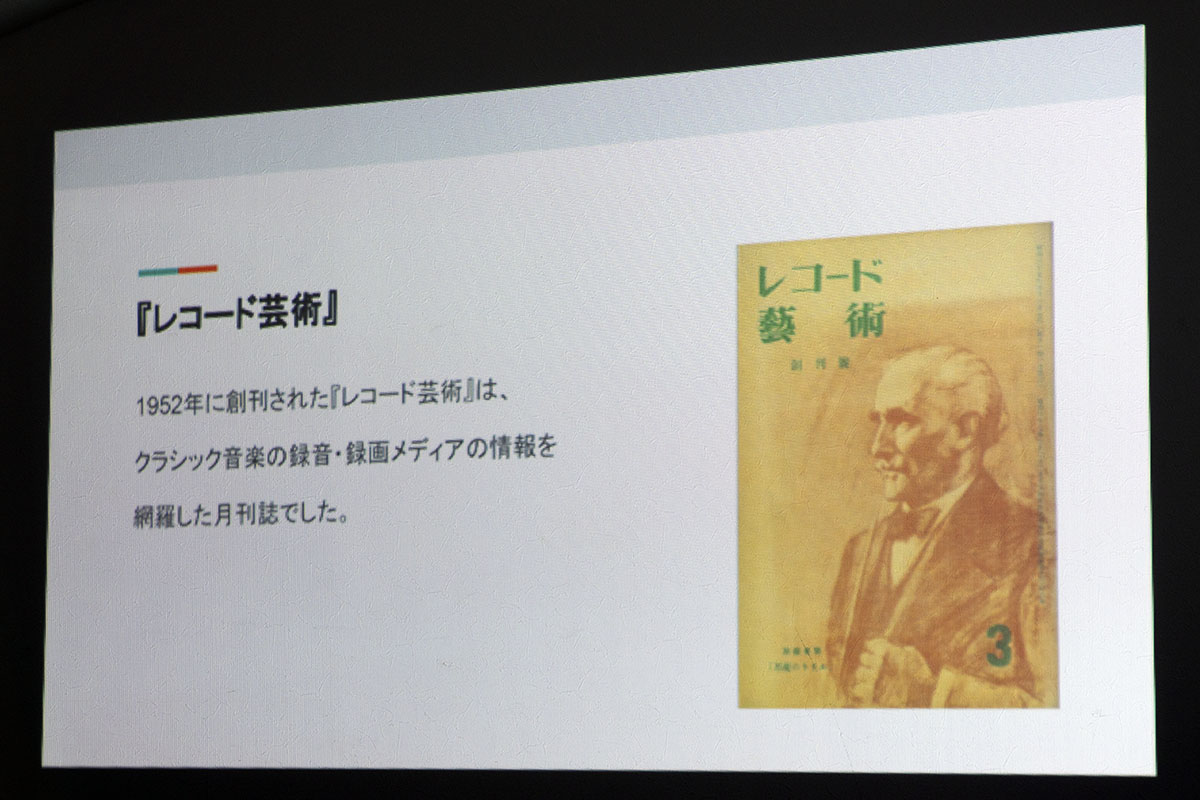 『レコード芸術』
1952年に創刊された『レコード芸術』は、
クラシック音楽の録音・録画メディアの情報を
網羅した月刊誌でした。
レコード
藝術
創刊號
3